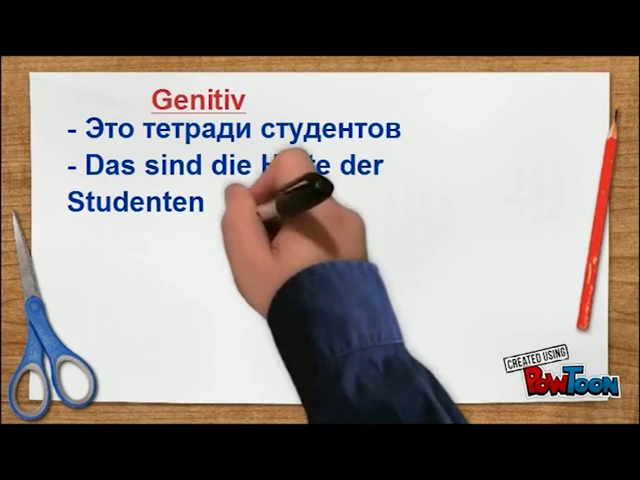 Genitiv
- Это тетради студентов
- Das sind die der
Studenten
CREATED USING
PowToon